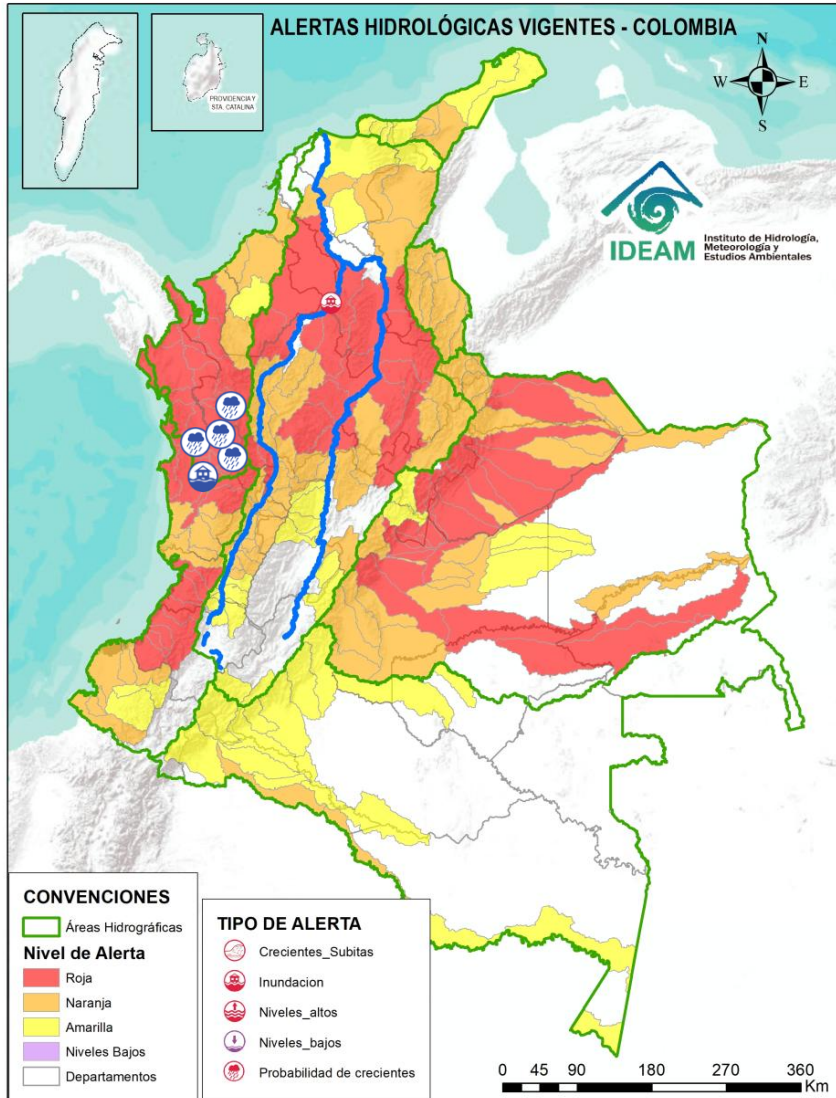 ALERTAS HIDROLÓGICAS VIGENTES - COLOMBIA
PROVIDENCIA Y
STA. CATALINA
N
W
E
S
IDEAM
Instituto de Hidrología,
Meteorología y
Estudios Ambientales
CONVENCIONES
Áreas Hidrográficas
Nivel de Alerta
Roja
Naranja
Amarilla
Niveles Bajos
Departamentos
TIPO DE ALERTA
Crecientes_Subitas
Inundacion
Niveles_altos
Niveles_bajos
Probabilidad de crecientes
0 45 90 180 270 360
Km